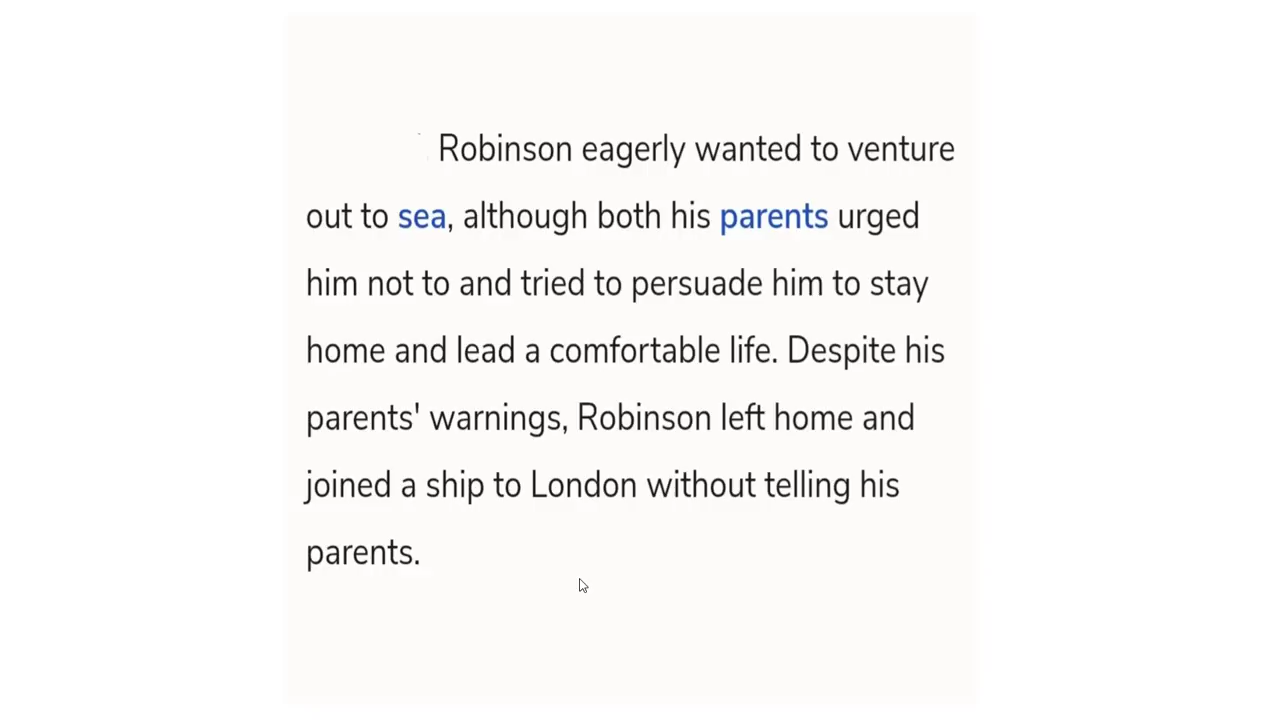 Robinson eagerly wanted to venture
out to sea, although both his parents urged
him not to and tried to persuade him to stay
home and lead a comfortable life. Despite his
parents' warnings, Robinson left home and
joined a ship to London without telling his
parents.